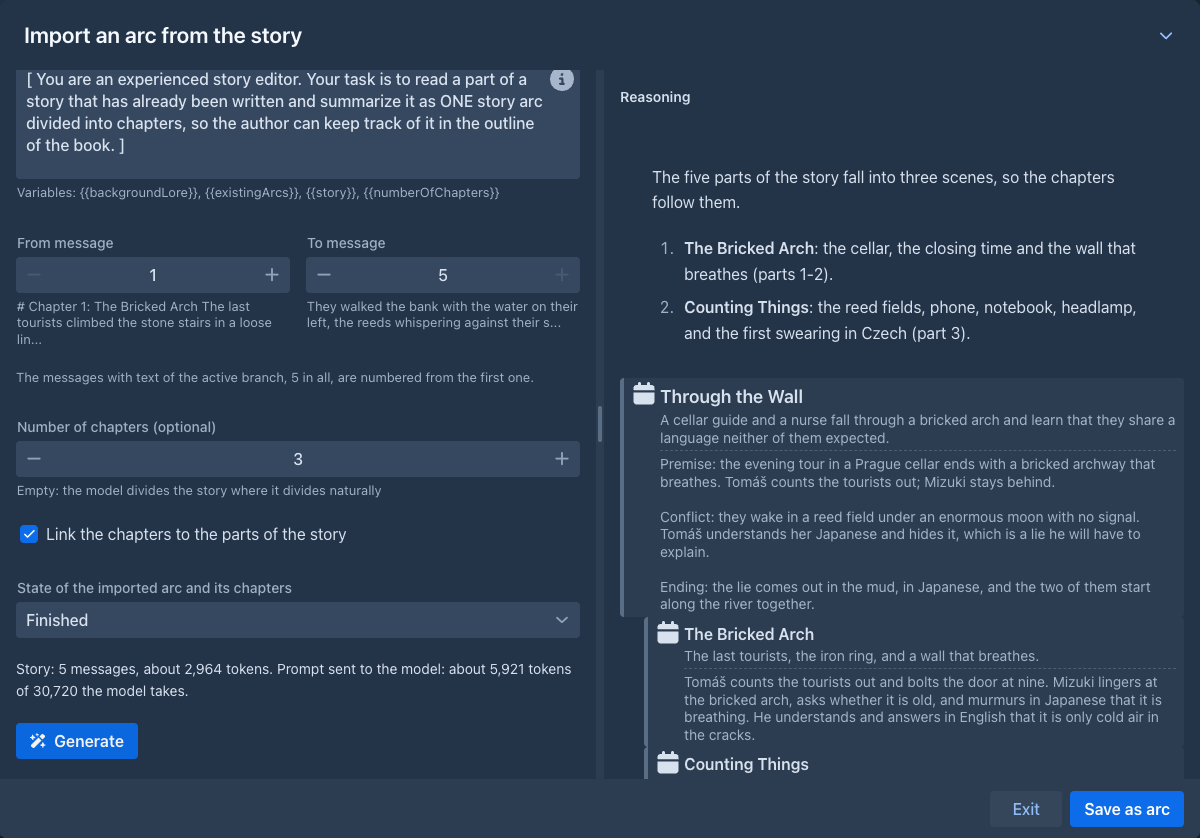 Import an arc from the story
[ You are an experienced story editor. Your task is to read a part of a
story that has already been written and summarize it as ONE story arc
divided into chapters, so the author can keep track of it in the outline
of the book. ]
Variables: {{backgroundLore}}, {{existingArcs}}, {{story}}, {{numberOfChapters}}
From message
1
# Chapter 1: The Bricked Arch The last
tourists climbed the stone stairs in a loose
lin...
To message
5
They walked the bank with the water on their
left, the reeds whispering against their s...
The messages with text of the active branch, 5 in all, are numbered from the first one.
Number of chapters (optional)
3
Empty: the model divides the story where it divides naturally
Link the chapters to the parts of the story
State of the imported arc and its chapters
Finished
Story: 5 messages, about 2,964 tokens. Prompt sent to the model: about 5,921 tokens
of 30,720 the model takes.
Generate
Reasoning
The five parts of the story fall into three scenes, so the chapters
follow them.
1. The Bricked Arch: the cellar, the closing time and the wall that
breathes (parts 1-2).
2. Counting Things: the reed fields, phone, notebook, headlamp,
and the first swearing in Czech (part 3).
Through the Wall
A cellar guide and a nurse fall through a bricked arch and learn that they share a
language neither of them expected.
Premise: the evening tour in a Prague cellar ends with a bricked archway that
breathes. Tomáš counts the tourists out; Mizuki stays behind.
Conflict: they wake in a reed field under an enormous moon with no signal.
Tomáš understands her Japanese and hides it, which is a lie he will have to
explain.
Ending: the lie comes out in the mud, in Japanese, and the two of them start
along the river together.
The Bricked Arch
The last tourists, the iron ring, and a wall that breathes.
Tomáš counts the tourists out and bolts the door at nine. Mizuki lingers at
the bricked arch, asks whether it is old, and murmurs in Japanese that it is
breathing. He understands and answers in English that it is only cold air in
the cracks.
Counting Things
Exit
Save as arc